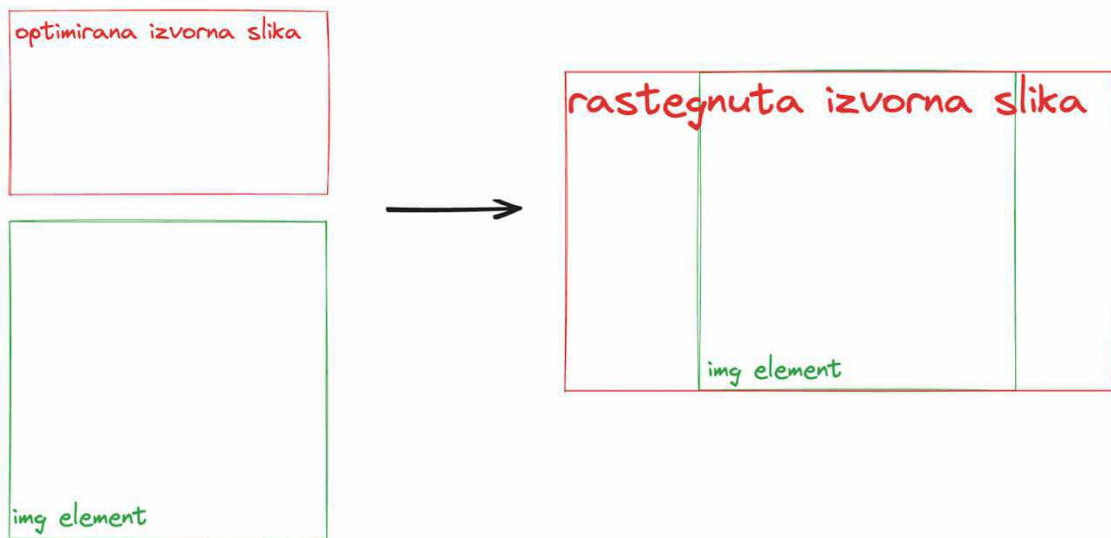 optimirana izvorna slika
img element
rastegnuta izvorna slika
img element